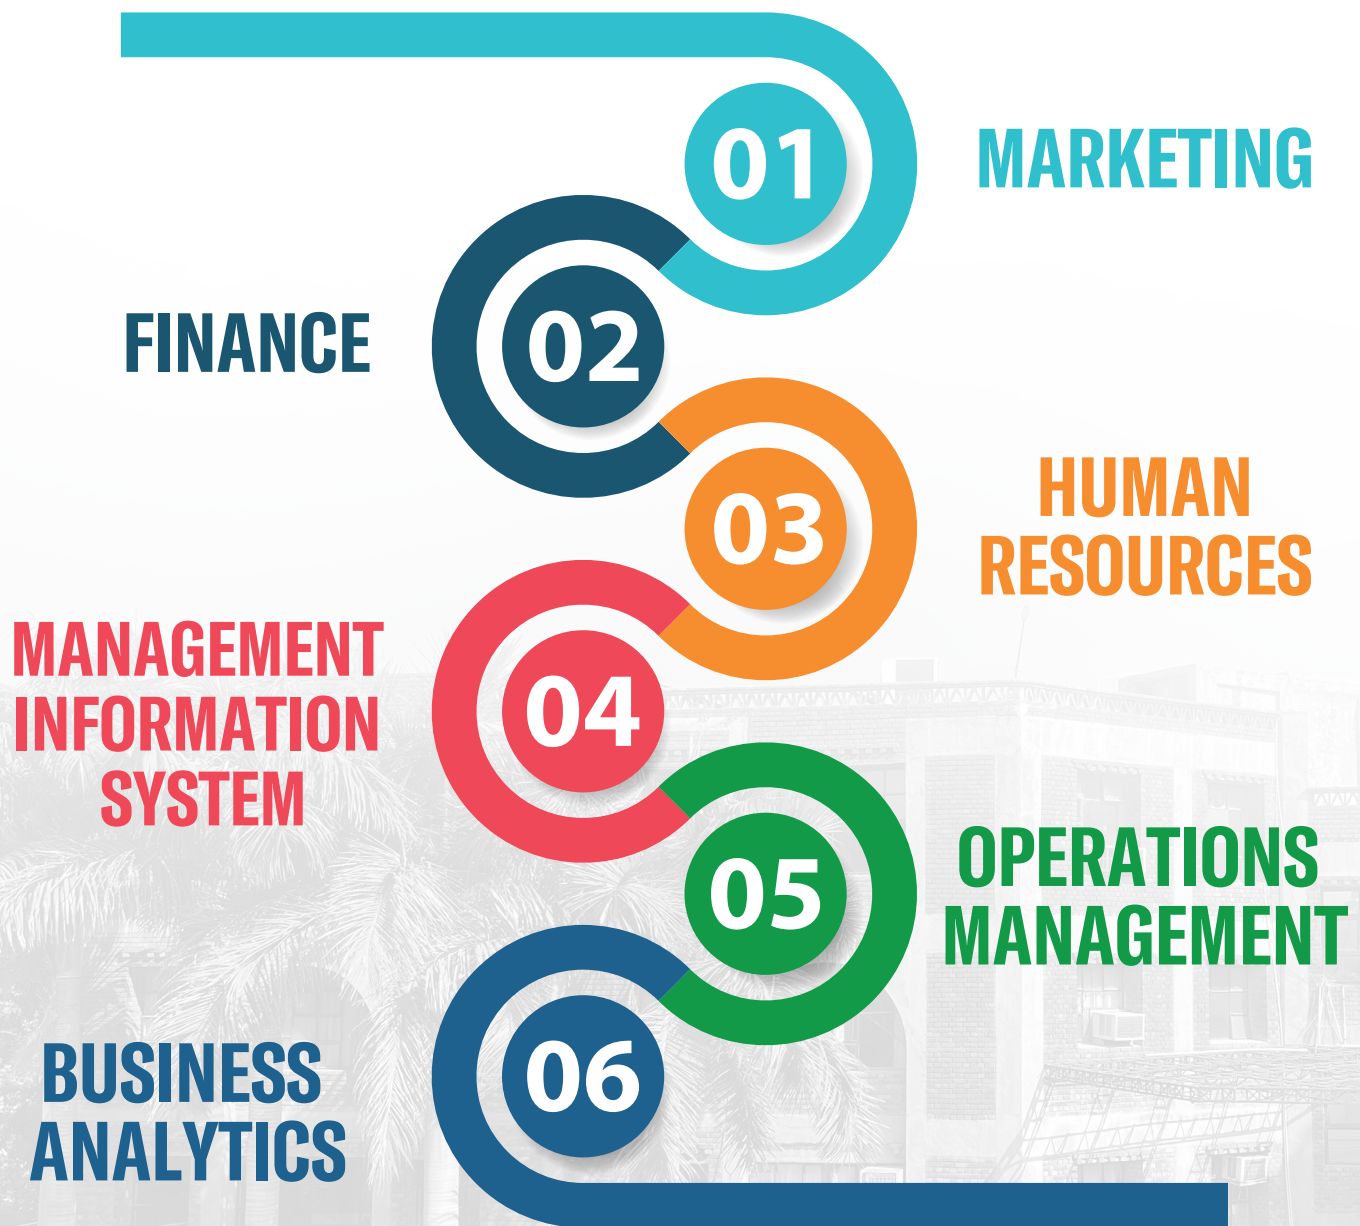 01
MARKETING
FINANCE
02
03
HUMAN
RESOURCES
MANAGEMENT
INFORMATION
SYSTEM
04
05
OPERATIONS
MANAGEMENT
BUSINESS
ANALYTICS
06